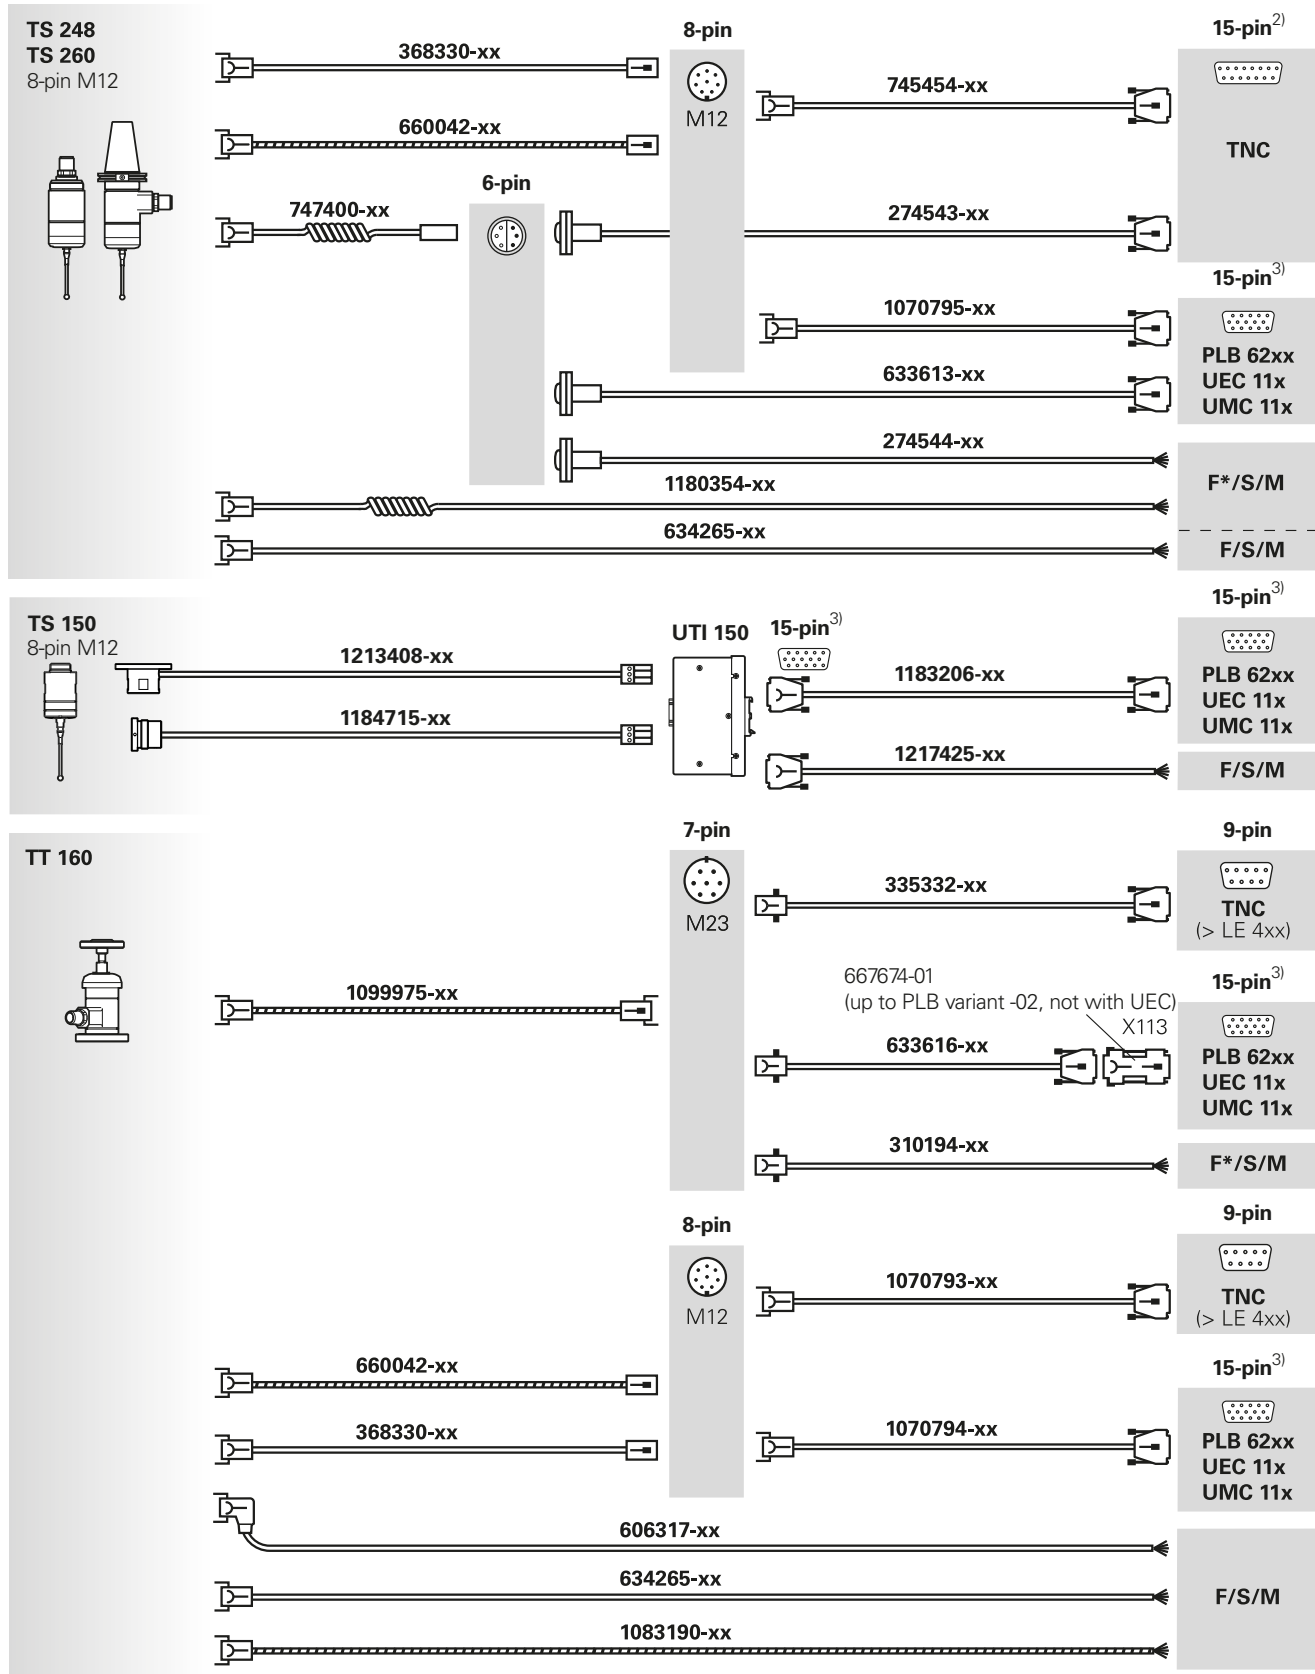 TS 248
TS 260
8-pin M12
368330-xx
660042-xx
747400-xx
6-pin
8-pin
M12
745454-xx
274543-xx
1070795-xx
633613-xx
274544-xx
1180354-xx
634265-xx
15-pin2)
TNC
15-pin3)
PLB 62xx
UEC 11x
UMC 11x
F*/S/M
F/S/M
TS 150
8-pin M12
1213408-xx
1184715-xx
UTI 150
15-pin3)
1183206-xx
1217425-xx
15-pin3)
PLB 62xx
UEC 11x
UMC 11x
F/S/M
TT 160
1099975-xx
7-pin
M23
335332-xx
9-pin
TNC
(> LE 4xx)
667674-01
(up to PLB variant -02, not with UEC)
X113
633616-xx
15-pin3)
PLB 62xx
UEC 11x
UMC 11x
310194-xx
F*/S/M
8-pin
M12
1070793-xx
9-pin
TNC
(> LE 4xx)
660042-xx
368330-xx
1070794-xx
15-pin3)
PLB 62xx
UEC 11x
UMC 11x
606317-xx
634265-xx
1083190-xx
F/S/M